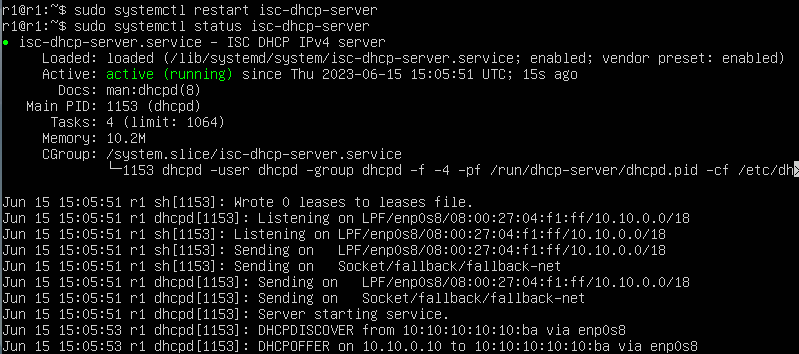 r1@r1:~$ sudo systemctl restart isc-dhcp-server
r1@r1:~$ sudo systemctl status isc-dhcp-server
● isc-dhcp-server.service - ISC DHCP IPv4 server
Loaded: loaded (/lib/systemd/system/isc-dhcp-server.service; enabled; vendor preset: enabled)
Active: active (running) since Thu 2023-06-15 15:05:51 UTC; 15s ago
Docs: man:dhcpd(8)
Main PID: 1153 (dhcpd)
Tasks: 4 (limit: 1064)
Memory: 10.2M
CGroup: /system.slice/isc-dhcp-server.service
└─1153 dhcpd -user dhcpd -group dhcpd -f -4 -pf /run/dhcp-server/dhcpd.pid -cf /etc/dh>
Jun 15 15:05:51 r1 sh[1153]: Wrote 0 leases to leases file.
Jun 15 15:05:51 r1 dhcpd[1153]: Listening on LPF/enp0s8/08:00:27:04:f1:ff/10.10.0.0/18
Jun 15 15:05:51 r1 sh[1153]: Listening on LPF/enp0s8/08:00:27:04:f1:ff/10.10.0.0/18
Jun 15 15:05:51 r1 sh[1153]: Sending on   LPF/enp0s8/08:00:27:04:f1:ff/10.10.0.0/18
Jun 15 15:05:51 r1 sh[1153]: Sending on   Socket/fallback/fallback-net
Jun 15 15:05:51 r1 dhcpd[1153]: Sending on   LPF/enp0s8/08:00:27:04:f1:ff/10.10.0.0/18
Jun 15 15:05:51 r1 dhcpd[1153]: Sending on   Socket/fallback/fallback-net
Jun 15 15:05:51 r1 dhcpd[1153]: Server starting service.
Jun 15 15:05:53 r1 dhcpd[1153]: DHCPDISCOVER from 10:10:10:10:10:ba via enp0s8
Jun 15 15:05:53 r1 dhcpd[1153]: DHCPOFFER on 10.10.0.10 to 10:10:10:10:10:ba via enp0s8